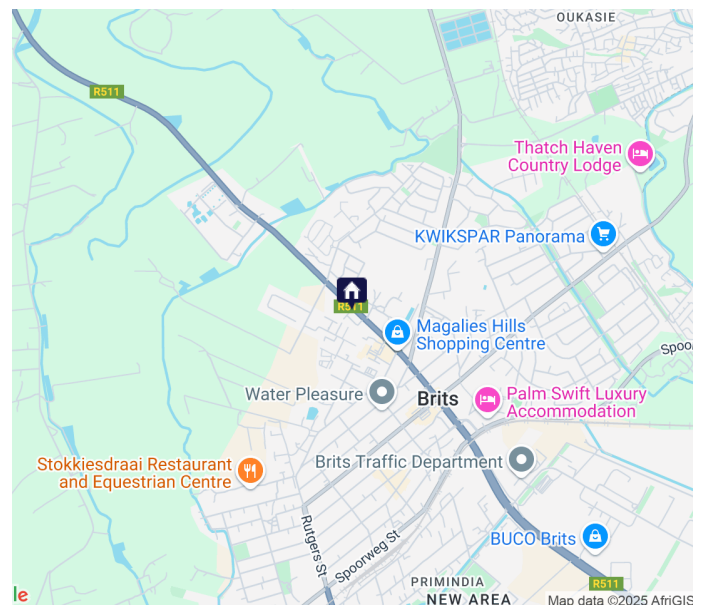 OUKASIE
R511
Thatch Haven
Country Lodge
KWIKSPAR Panorama
R511
Magalies Hills
Shopping Centre
Spoo
Water Pleasure
Brits
Palm Swift Luxury
Accommodation
Stokkiesdraai Restaurant
and Equestrian Centre
Brits Traffic Department
Rutgers St
Spoorweg St
BUCO Brits
PRIMINDIA
R511
NEW AREA
le
Map data ©2025 AfriGIS